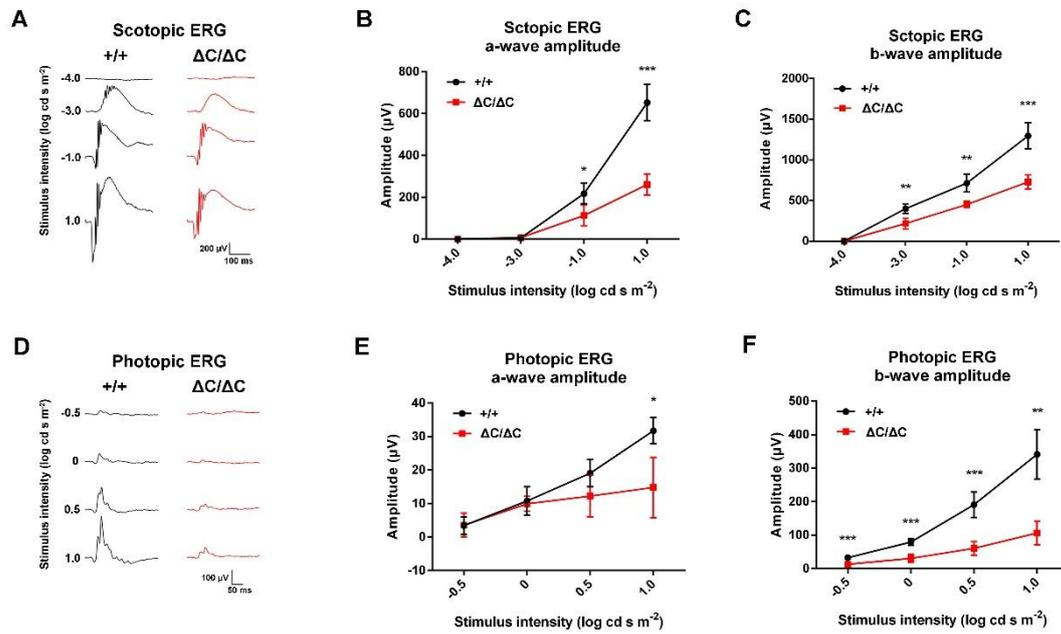 A
Scotopic ERG
+/+ ΔC/ΔC
Stimulus intensity (log cd s m⁻²)
-4.0
-3.0
-1.0
1.0
200 µV
100 ms
B
Sctopic ERG
a-wave amplitude
+/+
ΔC/ΔC
Amplitude (µV)
800
600
400
200
0
*
***
-4.0 -3.0 -1.0 1.0
Stimulus intensity (log cd s m⁻²)
C
Sctopic ERG
b-wave amplitude
+/+
ΔC/ΔC
Amplitude (µV)
2000
1500
1000
500
0
**
**
***
-4.0 -3.0 -1.0 1.0
Stimulus intensity (log cd s m⁻²)
D
Photopic ERG
+/+ ΔC/ΔC
Stimulus intensity (log cd s m⁻²)
-0.5
0
0.5
1.0
100 µV
50 ms
E
Photopic ERG
a-wave amplitude
+/+
ΔC/ΔC
Amplitude (µV)
40
30
20
10
0
*
-0.5 0 0.5 1.0
Stimulus intensity (log cd s m⁻²)
F
Photopic ERG
b-wave amplitude
+/+
ΔC/ΔC
Amplitude (µV)
500
400
300
200
100
0
***
***
***
**
-0.5 0 0.5 1.0
Stimulus intensity (log cd s m⁻²)